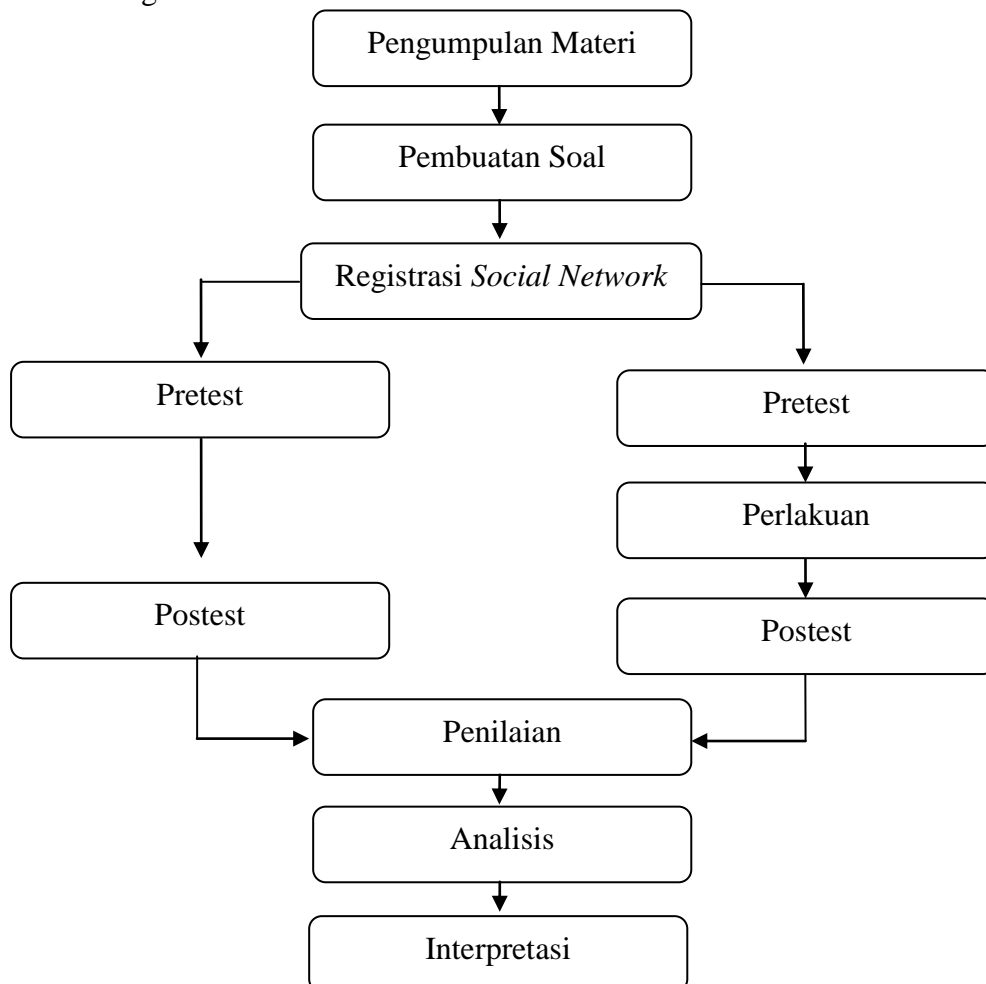 Pengumpulan Materi
Pembuatan Soal
Registrasi Social Network
Pretest
Pretest
Perlakuan
Postest
Postest
Penilaian
Analisis
Interpretasi